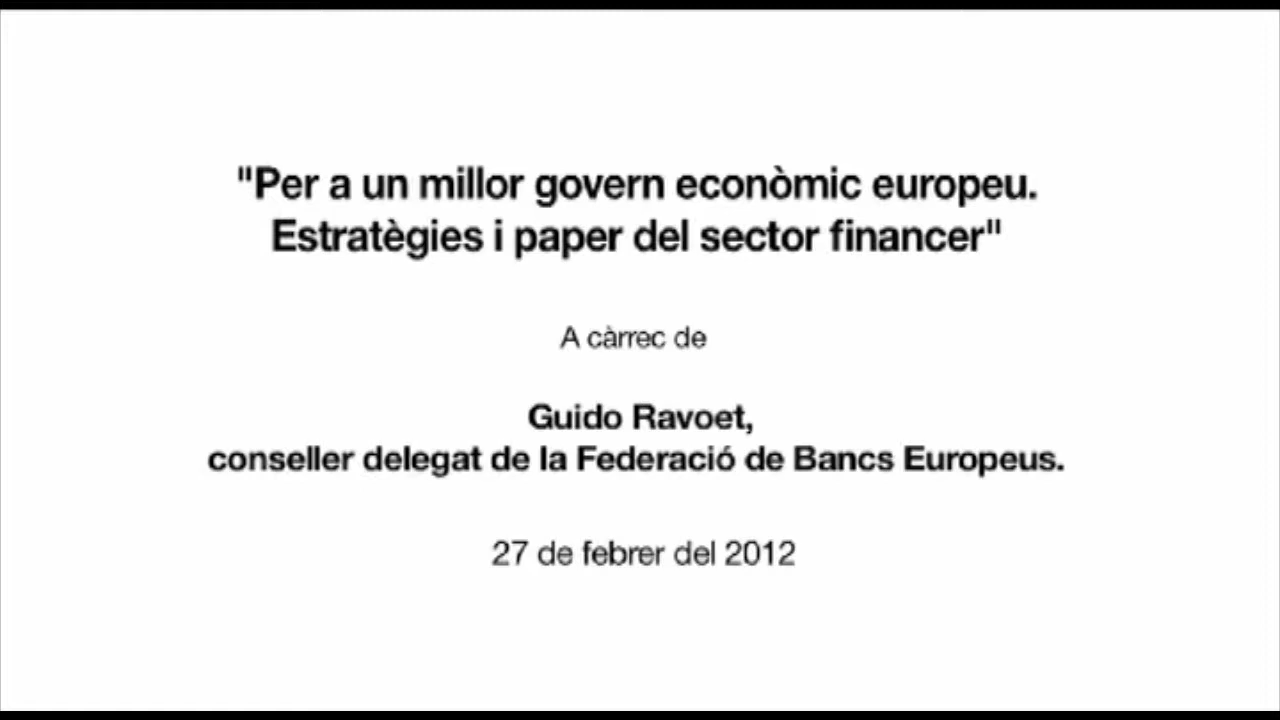 "Per a un millor govern econòmic europeu.
Estratègies i paper del sector financer"
A càrrec de
Guido Ravoet,
conseller delegat de la Federació de Bancs Europeus.
27 de febrer del 2012